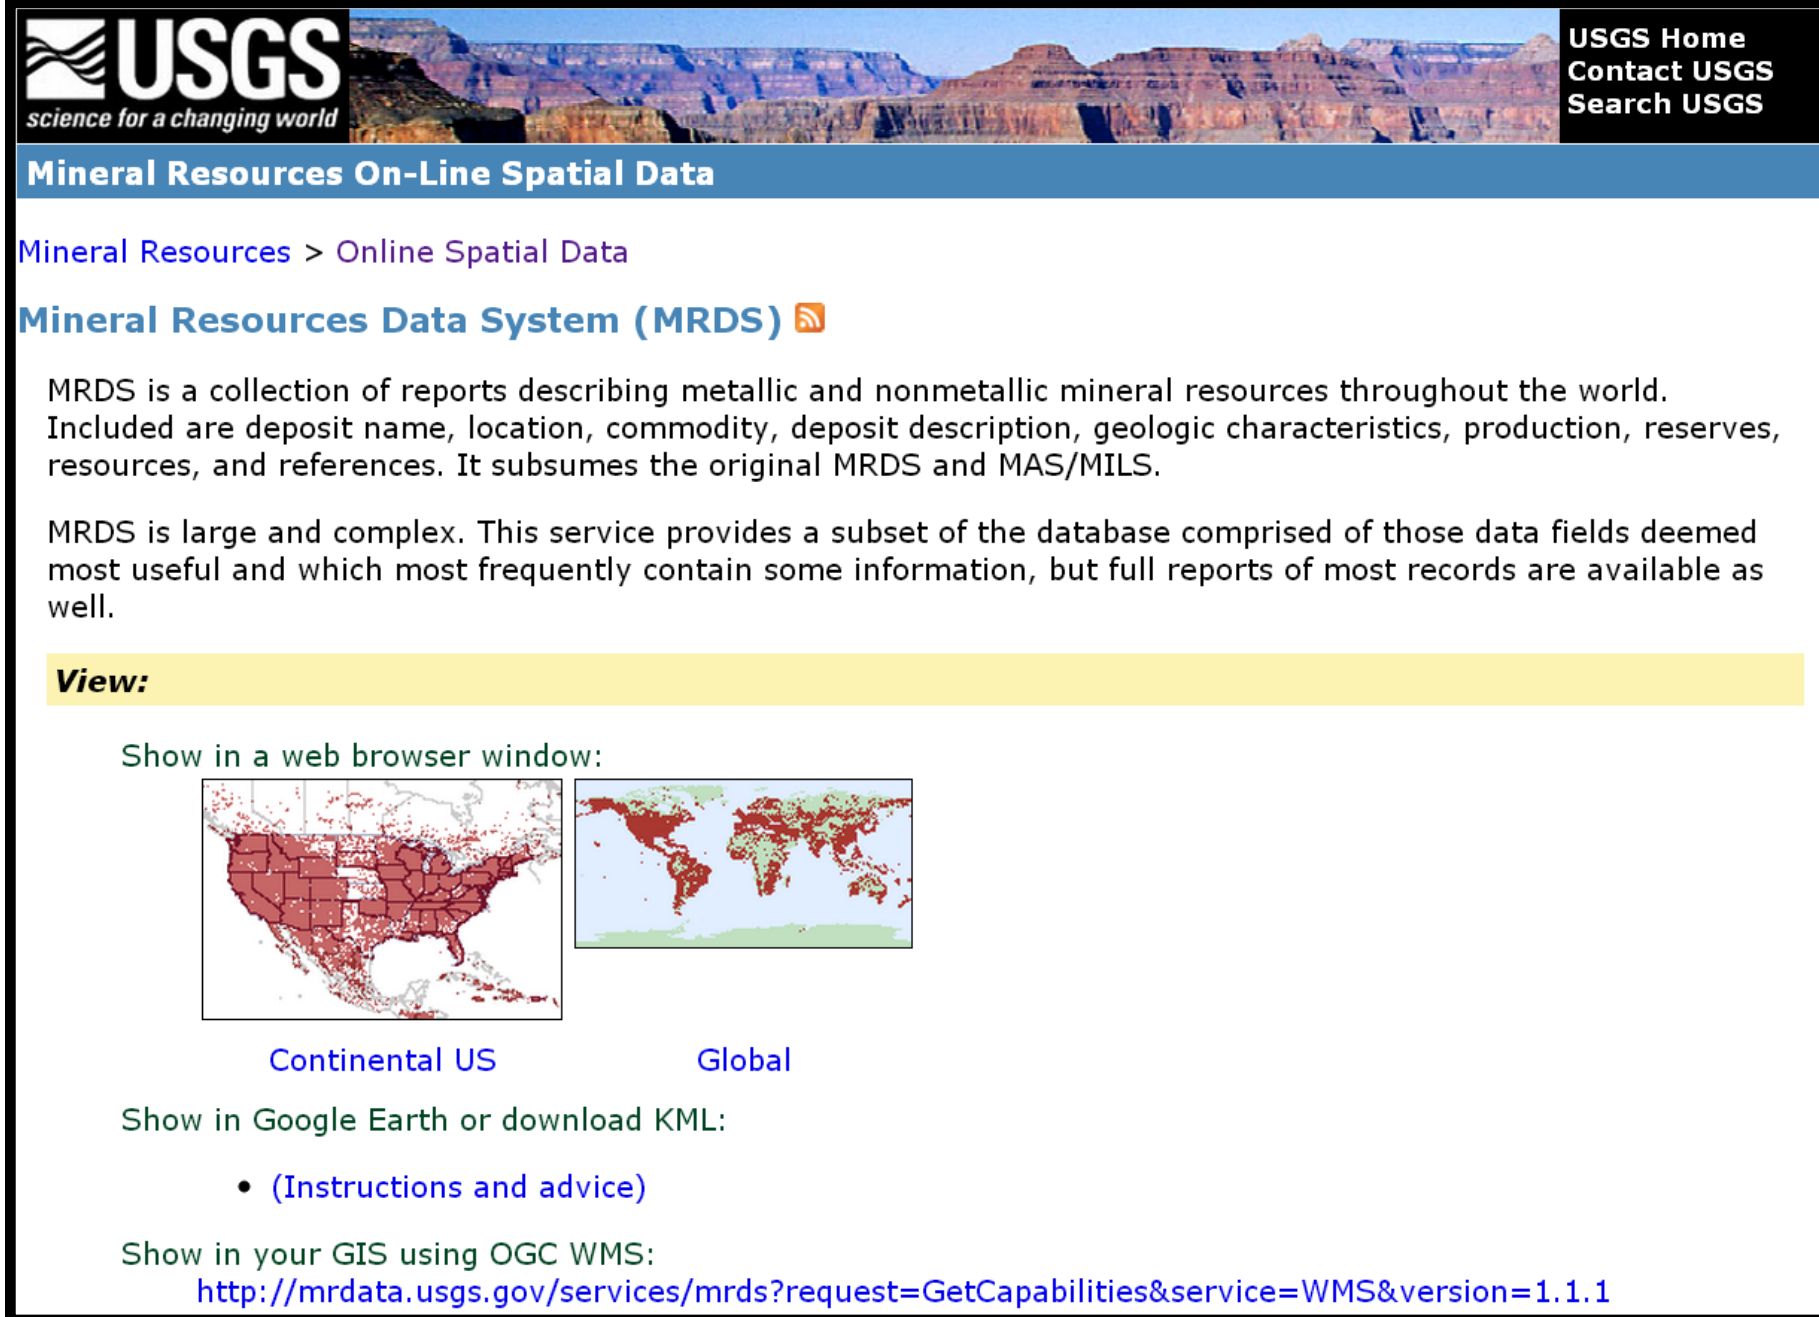 USGS
science for a changing world
USGS Home
Contact USGS
Search USGS
Mineral Resources On-Line Spatial Data
Mineral Resources > Online Spatial Data
Mineral Resources Data System (MRDS)
MRDS is a collection of reports describing metallic and nonmetallic mineral resources throughout the world.
Included are deposit name, location, commodity, deposit description, geologic characteristics, production, reserves,
resources, and references. It subsumes the original MRDS and MAS/MILS.
MRDS is large and complex. This service provides a subset of the database comprised of those data fields deemed
most useful and which most frequently contain some information, but full reports of most records are available as
well.
View:
Show in a web browser window:
Continental US
Global
Show in Google Earth or download KML:
• (Instructions and advice)
Show in your GIS using OGC WMS:
http://mrdata.usgs.gov/services/mrds?request=GetCapabilities&service=WMS&version=1.1.1